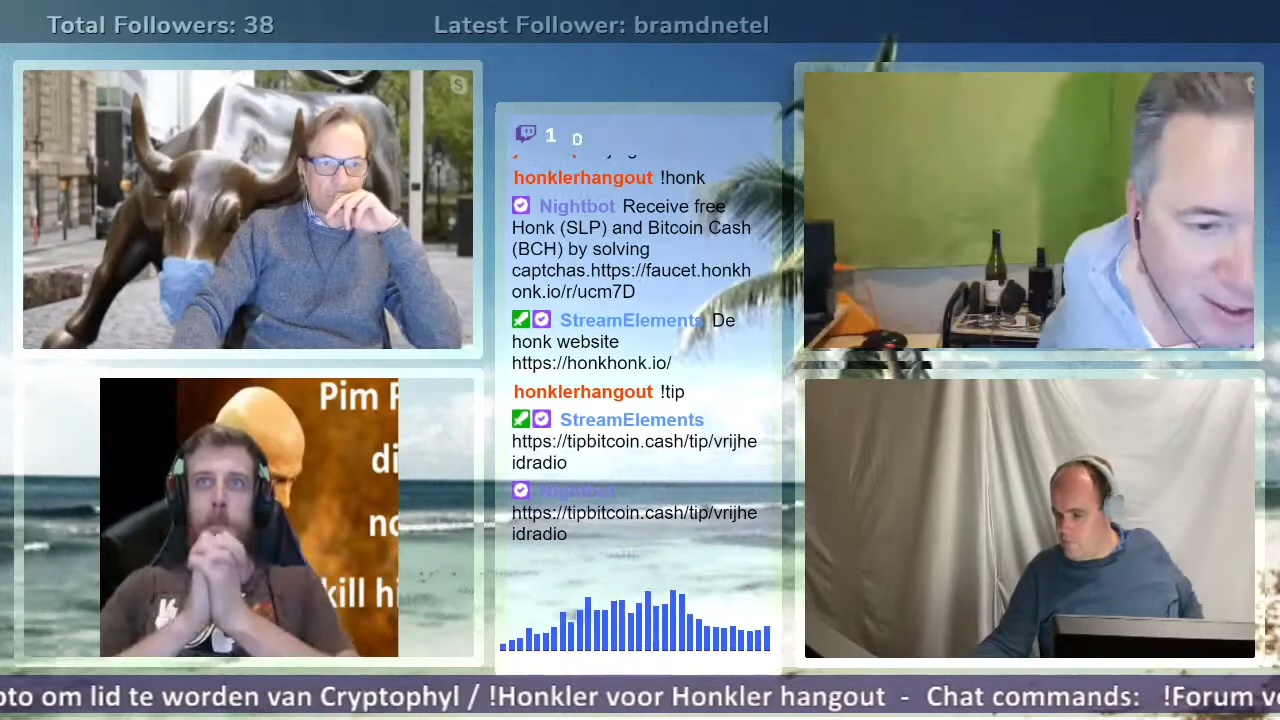 Total Followers: 38
Latest Follower: bramdnetel
1
honklerhangout !honk
Nightbot Receive free
Honk (SLP) and Bitcoin Cash
(BCH) by solving
captchas.https://faucet.honkh
onk.io/r/ucm7D
StreamElements De
honk website
https://honkhonk.io/
honklerhangout !tip
StreamElements
https://tipbitcoin.cash/tip/vrijhe
idradio
Nightbot
https://tipbitcoin.cash/tip/vrijhe
idradio
Pim
di
no
kill hi
oto om lid te worden van Cryptophyl / !Honkler voor Honkler hangout - Chat commands: !Forum v